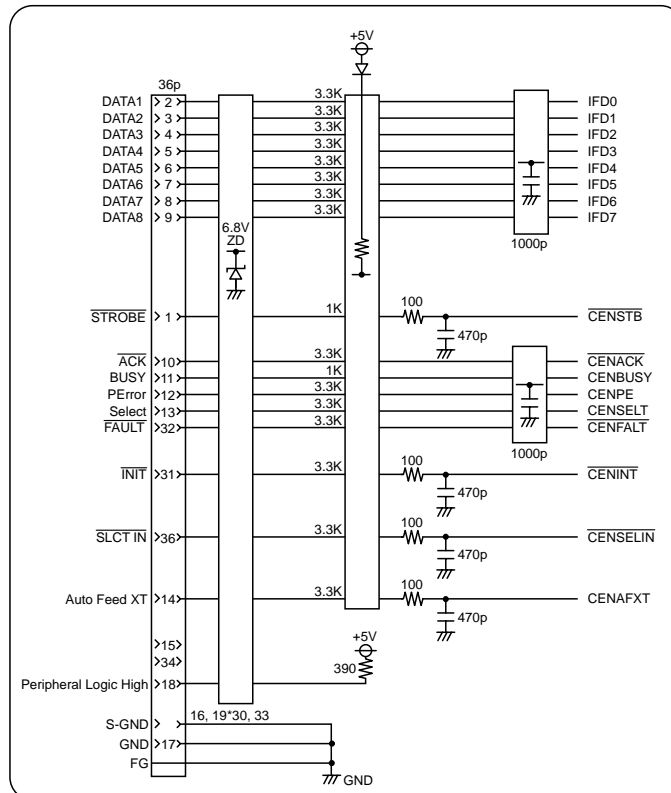 +5V
36p
DATA1 2 3.3K IFD0
DATA2 3 3.3K IFD1
DATA3 4 3.3K IFD2
DATA4 5 3.3K IFD3
DATA5 6 3.3K IFD4
DATA6 7 3.3K IFD5
DATA7 8 3.3K IFD6
DATA8 9 3.3K IFD7
6.8V
ZD
1000p
STROBE 1 1K 100 CENSTB
470p
ACK 10 3.3K CENACK
BUSY 11 1K CENBUSY
PError 12 3.3K CENPE
Select 13 3.3K CENSELT
FAULT 32 3.3K CENFALT
1000p
INIT 31 3.3K 100 CENINT
470p
SLCT IN 36 3.3K 100 CENSELIN
470p
Auto Feed XT 14 3.3K 100 CENAFXT
470p
15
34
+5V
390
Peripheral Logic High 18
S-GND 16, 19*30, 33
GND 17
FG
GND